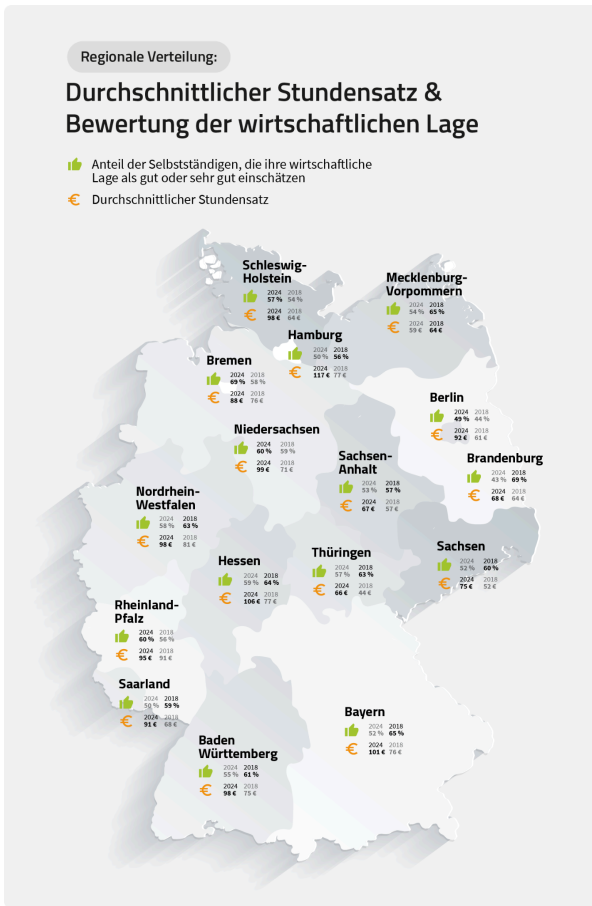 Regionale Verteilung:
Durchschnittlicher Stundensatz &
Bewertung der wirtschaftlichen Lage
Anteil der Selbstständigen, die ihre wirtschaftliche
Lage als gut oder sehr gut einschätzen
€ Durchschnittlicher Stundensatz
Schleswig-
Holstein
2024 2018
57 % 54 %
€ 2024 2018
98 € 64 €
Mecklenburg-
Vorpommern
2024 2018
54 % 65 %
€ 2024 2018
59 € 64 €
Hamburg
2024 2018
50 % 56 %
€ 2024 2018
117 € 77 €
Bremen
2024 2018
69 % 58 %
€ 2024 2018
88 € 76 €
Berlin
2024 2018
49 % 44 %
€ 2024 2018
92 € 61 €
Niedersachsen
2024 2018
60 % 59 %
€ 2024 2018
99 € 71 €
Sachsen-
Anhalt
2024 2018
53 % 57 %
€ 2024 2018
67 € 57 €
Brandenburg
2024 2018
43 % 69 %
€ 2024 2018
68 € 64 €
Nordrhein-
Westfalen
2024 2018
58 % 63 %
€ 2024 2018
98 € 81 €
Hessen
2024 2018
59 % 64 %
€ 2024 2018
106 € 77 €
Thüringen
2024 2018
57 % 63 %
€ 2024 2018
66 € 44 €
Sachsen
2024 2018
52 % 60 %
€ 2024 2018
75 € 52 €
Rheinland-
Pfalz
2024 2018
60 % 56 %
€ 2024 2018
95 € 91 €
Saarland
2024 2018
50 % 59 %
€ 2024 2018
91 € 68 €
Bayern
2024 2018
52 % 65 %
€ 2024 2018
101 € 76 €
Baden
Württemberg
2024 2018
55 % 61 %
€ 2024 2018
98 € 75 €